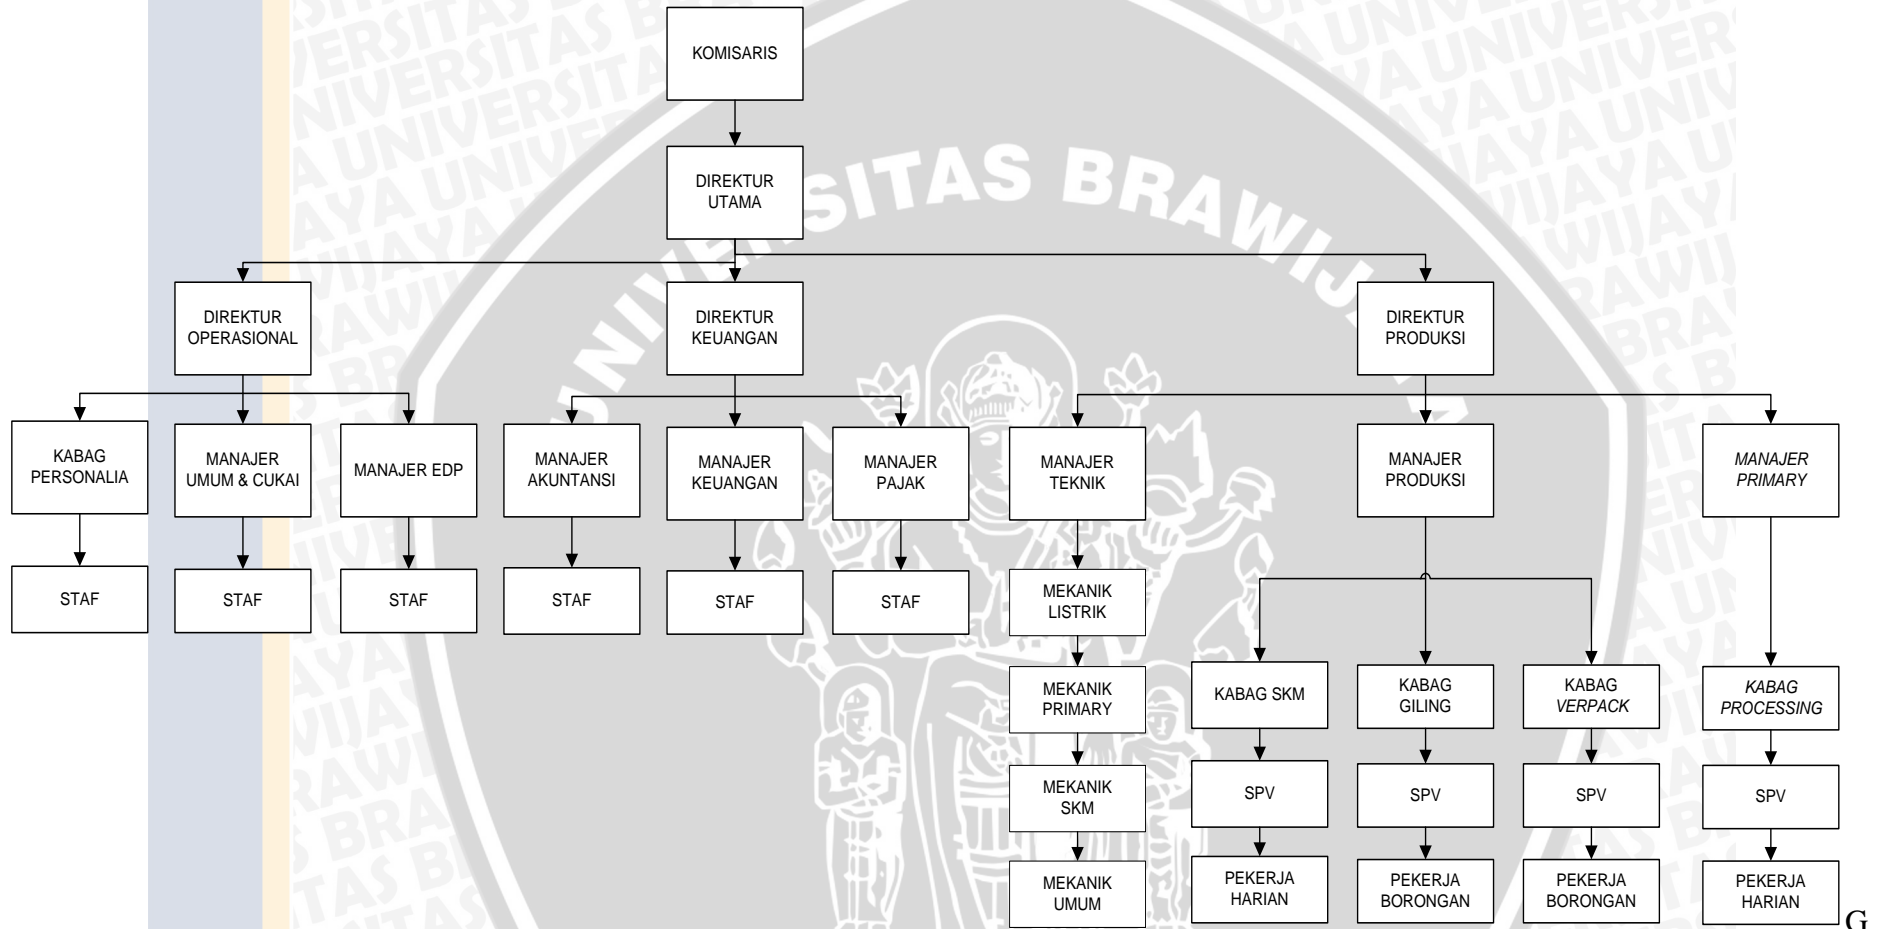 KOMISARIS
DIREKTUR
UTAMA
DIREKTUR
OPERASIONAL
DIREKTUR
KEUANGAN
DIREKTUR
PRODUKSI
KABAG
PERSONALIA
MANAJER
UMUM & CUKAI
MANAJER EDP
MANAJER
AKUNTANSI
MANAJER
KEUANGAN
MANAJER
PAJAK
MANAJER
TEKNIK
MANAJER
PRODUKSI
MANAJER
PRIMARY
STAF
STAF
STAF
STAF
STAF
STAF
MEKANIK
LISTRIK
MEKANIK
PRIMARY
MEKANIK
SKM
MEKANIK
UMUM
KABAG SKM
KABAG
GILING
KABAG
VERPACK
KABAG
PROCESSING
SPV
SPV
SPV
SPV
PEKERJA
HARIAN
PEKERJA
BORONGAN
PEKERJA
BORONGAN
PEKERJA
HARIAN
G
UNIVERSITAS BRAWIJAYA